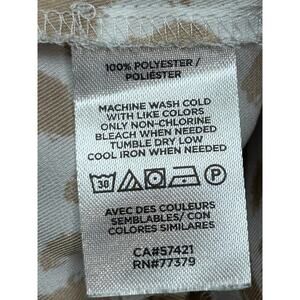 100% POLYESTER /
POLIÉSTER
MACHINE WASH COLD
WITH LIKE COLORS
ONLY NON-CHLORINE
BLEACH WHEN NEEDED
TUMBLE DRY LOW
COOL IRON WHEN NEEDED
30 P
AVEC DES COULEURS
SEMBLABLES/ CON
COLORES SIMILARES
CA#57421
RN#77379